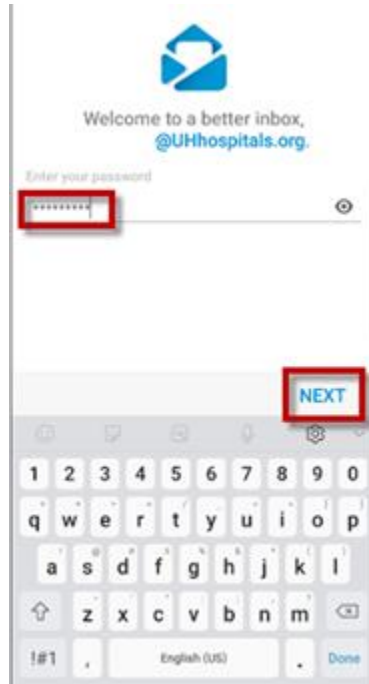 Welcome to a better inbox,
@UHhospitals.org.
Enter your password
*********
NEXT
1 2 3 4 5 6 7 8 9 0
q w e r t y u i o p
a s d f g h j k l
z x c v b n m
!#1 , English (US) . Done